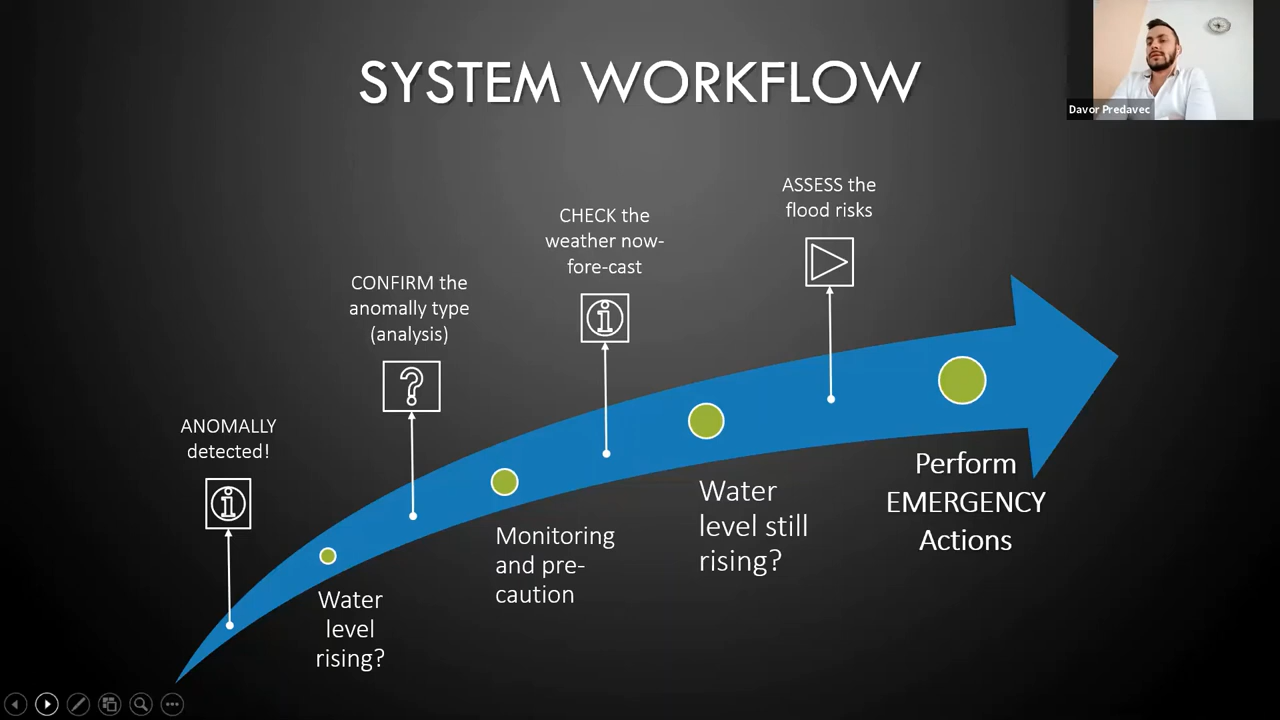 SYSTEM WORKFLOW
Davor Predavec
ANOMALLY
detected!
Water
level
rising?
CONFIRM the
anomally type
(analysis)
Monitoring
and pre-
caution
CHECK the
weather now-
fore-cast
Water
level still
rising?
ASSESS the
flood risks
Perform
EMERGENCY
Actions